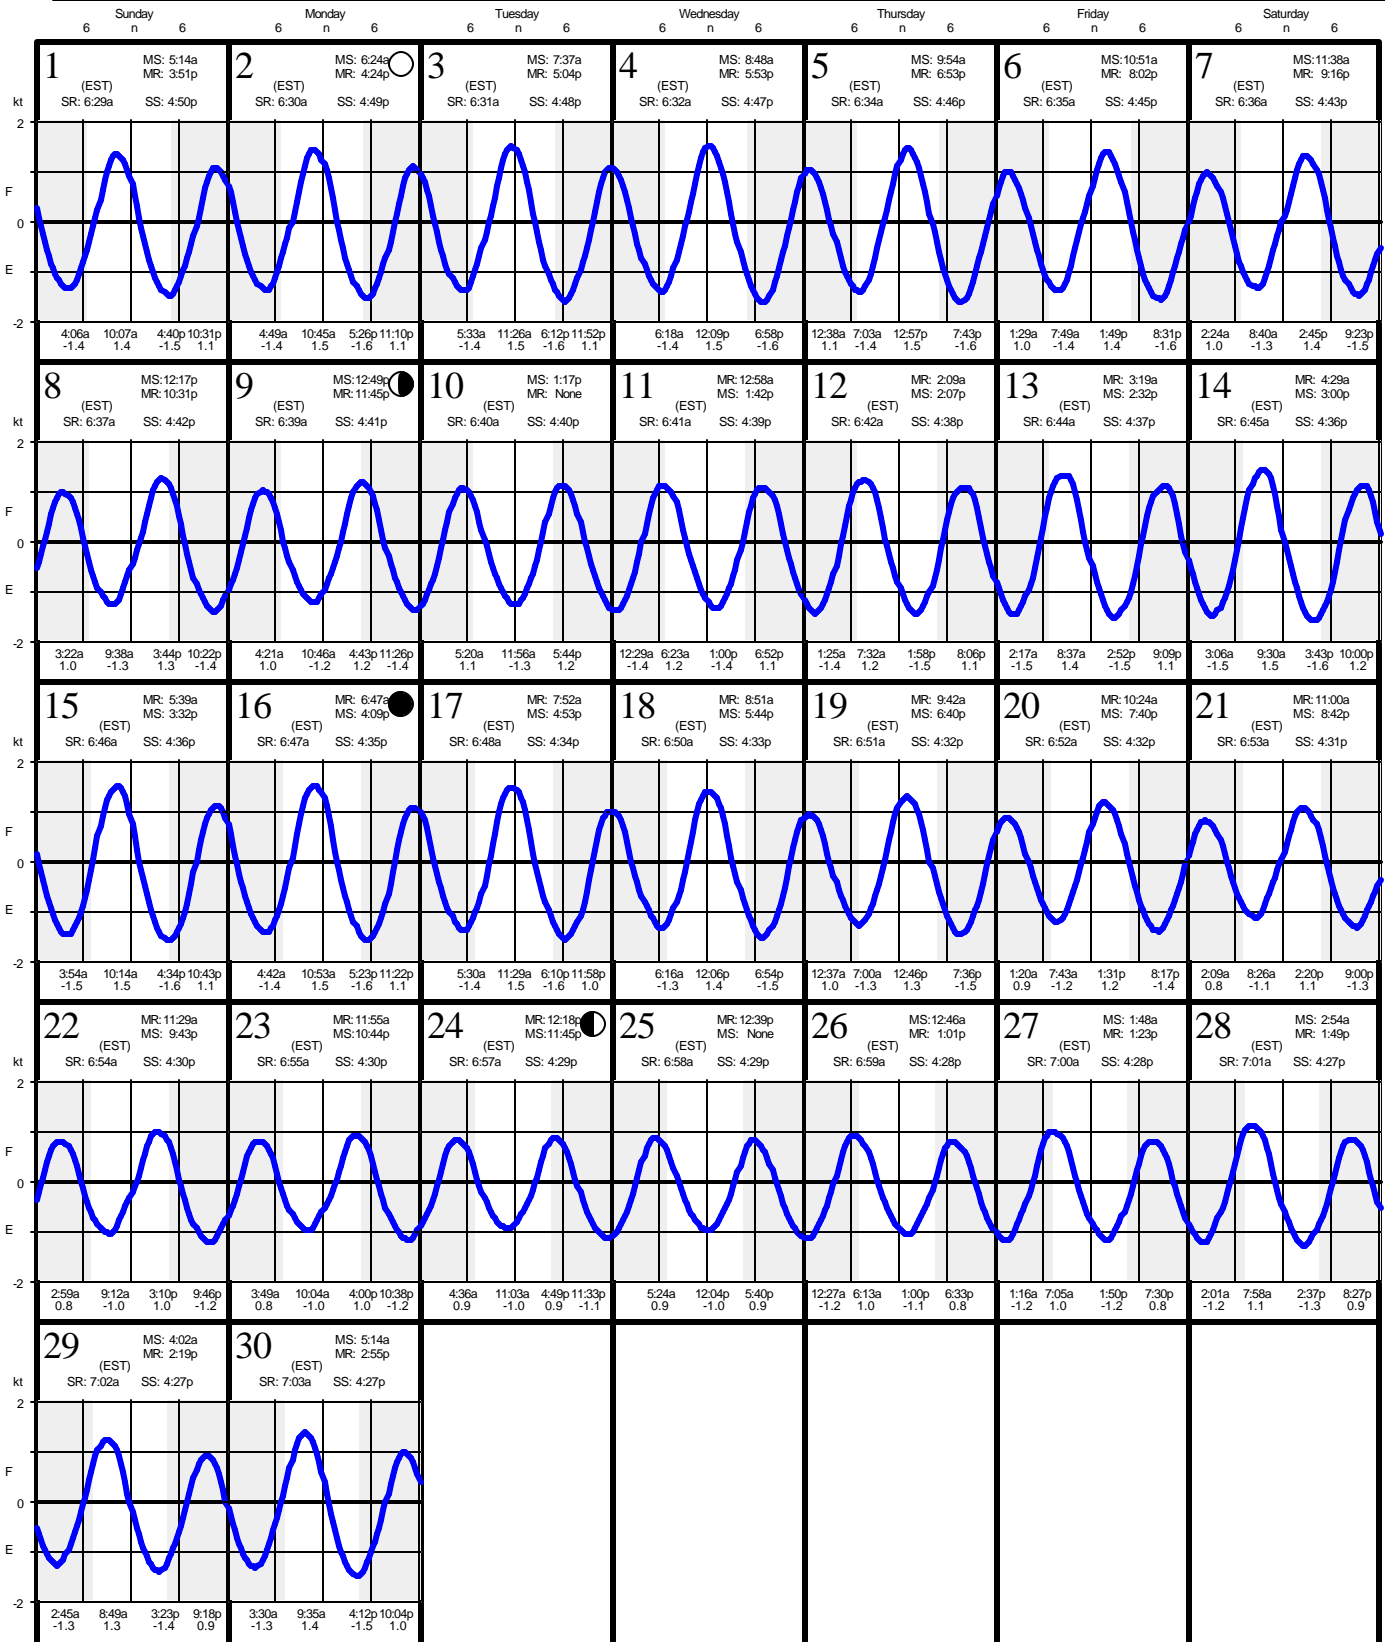 Sunday Monday Tuesday Wednesday Thursday Friday Saturday
6 n 6 6 n 6 6 n 6 6 n 6 6 n 6 6 n 6 6 n 6
1 MS: 5:14a
MR: 3:51p
(EST)
SR: 6:29a SS: 4:50p
2 MS: 6:24a
MR: 4:24p
(EST)
SR: 6:30a SS: 4:49p
3 MS: 7:37a
MR: 5:04p
(EST)
SR: 6:31a SS: 4:48p
4 MS: 8:48a
MR: 5:53p
(EST)
SR: 6:32a SS: 4:47p
5 MS: 9:54a
MR: 6:53p
(EST)
SR: 6:34a SS: 4:46p
6 MS:10:51a
MR: 8:02p
(EST)
SR: 6:35a SS: 4:45p
7 MS:11:38a
MR: 9:16p
(EST)
SR: 6:36a SS: 4:43p
kt
2
F
0
E
-2
4:06a 10:07a 4:40p 10:31p
-1.4 1.4 -1.5 1.1
4:49a 10:45a 5:26p 11:10p
-1.4 1.5 -1.6 1.1
5:33a 11:26a 6:12p 11:52p
-1.4 1.5 -1.6 1.1
6:18a 12:09p 6:58p
-1.4 1.5 -1.6
12:38a 7:03a 12:57p 7:43p
1.1 -1.4 1.5 -1.6
1:29a 7:49a 1:49p 8:31p
1.0 -1.4 1.4 -1.6
2:24a 8:40a 2:45p 9:23p
1.0 -1.3 1.4 -1.5
8 MS:12:17p
MR:10:31p
(EST)
SR: 6:37a SS: 4:42p
9 MS:12:49p
MR:11:45p
(EST)
SR: 6:39a SS: 4:41p
10 MS: 1:17p
MR: None
(EST)
SR: 6:40a SS: 4:40p
11 MR:12:58a
MS: 1:42p
(EST)
SR: 6:41a SS: 4:39p
12 MR: 2:09a
MS: 2:07p
(EST)
SR: 6:42a SS: 4:38p
13 MR: 3:19a
MS: 2:32p
(EST)
SR: 6:44a SS: 4:37p
14 MR: 4:29a
MS: 3:00p
(EST)
SR: 6:45a SS: 4:36p
kt
2
F
0
E
-2
3:22a 9:38a 3:44p 10:22p
1.0 -1.3 1.3 -1.4
4:21a 10:46a 4:43p 11:26p
1.0 -1.2 1.2 -1.4
5:20a 11:56a 5:44p
1.1 -1.3 1.2
12:29a 6:23a 1:00p 6:52p
-1.4 1.2 -1.4 1.1
1:25a 7:32a 1:58p 8:06p
-1.4 1.2 -1.5 1.1
2:17a 8:37a 2:52p 9:09p
-1.5 1.4 -1.5 1.1
3:06a 9:30a 3:43p 10:00p
-1.5 1.5 -1.6 1.2
15 MR: 5:39a
MS: 3:32p
(EST)
SR: 6:46a SS: 4:36p
16 MR: 6:47a
MS: 4:09p
(EST)
SR: 6:47a SS: 4:35p
17 MR: 7:52a
MS: 4:53p
(EST)
SR: 6:48a SS: 4:34p
18 MR: 8:51a
MS: 5:44p
(EST)
SR: 6:50a SS: 4:33p
19 MR: 9:42a
MS: 6:40p
(EST)
SR: 6:51a SS: 4:32p
20 MR:10:24a
MS: 7:40p
(EST)
SR: 6:52a SS: 4:32p
21 MR:11:00a
MS: 8:42p
(EST)
SR: 6:53a SS: 4:31p
kt
2
F
0
E
-2
3:54a 10:14a 4:34p 10:43p
-1.5 1.5 -1.6 1.1
4:42a 10:53a 5:23p 11:22p
-1.4 1.5 -1.6 1.1
5:30a 11:29a 6:10p 11:58p
-1.4 1.5 -1.6 1.0
6:16a 12:06p 6:54p
-1.3 1.4 -1.5
12:37a 7:00a 12:46p 7:36p
1.0 -1.3 1.3 -1.5
1:20a 7:43a 1:31p 8:17p
0.9 -1.2 1.2 -1.4
2:09a 8:26a 2:20p 9:00p
0.8 -1.1 1.1 -1.3
22 MR:11:29a
MS: 9:43p
(EST)
SR: 6:54a SS: 4:30p
23 MR:11:55a
MS:10:44p
(EST)
SR: 6:55a SS: 4:30p
24 MR:12:18p
MS:11:45p
(EST)
SR: 6:57a SS: 4:29p
25 MR:12:39p
MS: None
(EST)
SR: 6:58a SS: 4:29p
26 MS:12:46a
MR: 1:01p
(EST)
SR: 6:59a SS: 4:28p
27 MS: 1:48a
MR: 1:23p
(EST)
SR: 7:00a SS: 4:28p
28 MS: 2:54a
MR: 1:49p
(EST)
SR: 7:01a SS: 4:27p
kt
2
F
0
E
-2
2:59a 9:12a 3:10p 9:46p
0.8 -1.0 1.0 -1.2
3:49a 10:04a 4:00p 10:38p
0.8 -1.0 1.0 -1.2
4:36a 11:03a 4:49p 11:33p
0.9 -1.0 0.9 -1.1
5:24a 12:04p 5:40p
0.9 -1.0 0.9
12:27a 6:13a 1:00p 6:33p
-1.2 1.0 -1.1 0.8
1:16a 7:05a 1:50p 7:30p
-1.2 1.0 -1.2 0.8
2:01a 7:58a 2:37p 8:27p
-1.2 1.1 -1.3 0.9
29 MS: 4:02a
MR: 2:19p
(EST)
SR: 7:02a SS: 4:27p
30 MS: 5:14a
MR: 2:55p
(EST)
SR: 7:03a SS: 4:27p
kt
2
F
0
E
-2
2:45a 8:49a 3:23p 9:18p
-1.3 1.3 -1.4 0.9
3:30a 9:35a 4:12p 10:04p
-1.3 1.4 -1.5 1.0